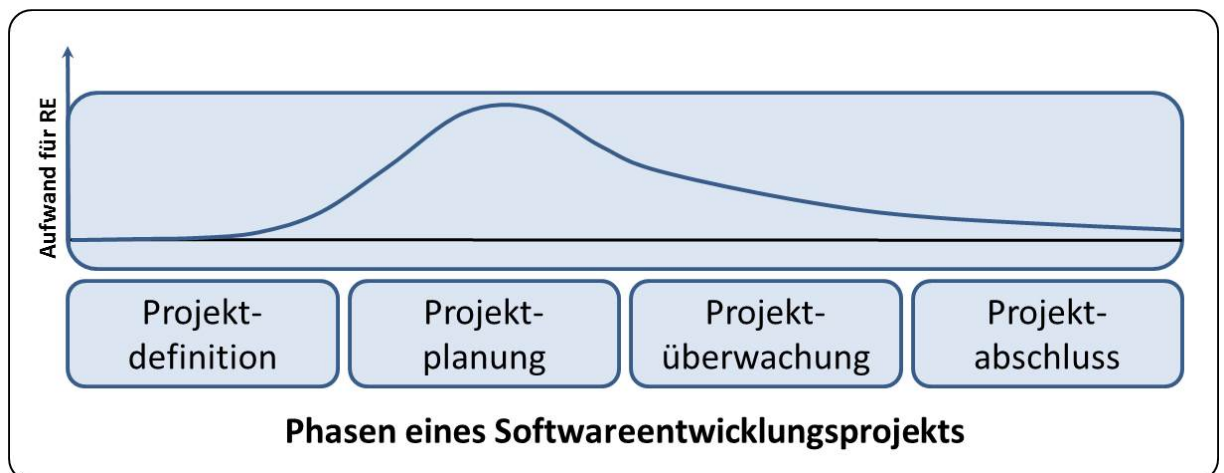 Aufwand für RE
Projekt-
definition
Projekt-
planung
Projekt-
überwachung
Projekt-
abschluss
Phasen eines Softwareentwicklungsprojekts